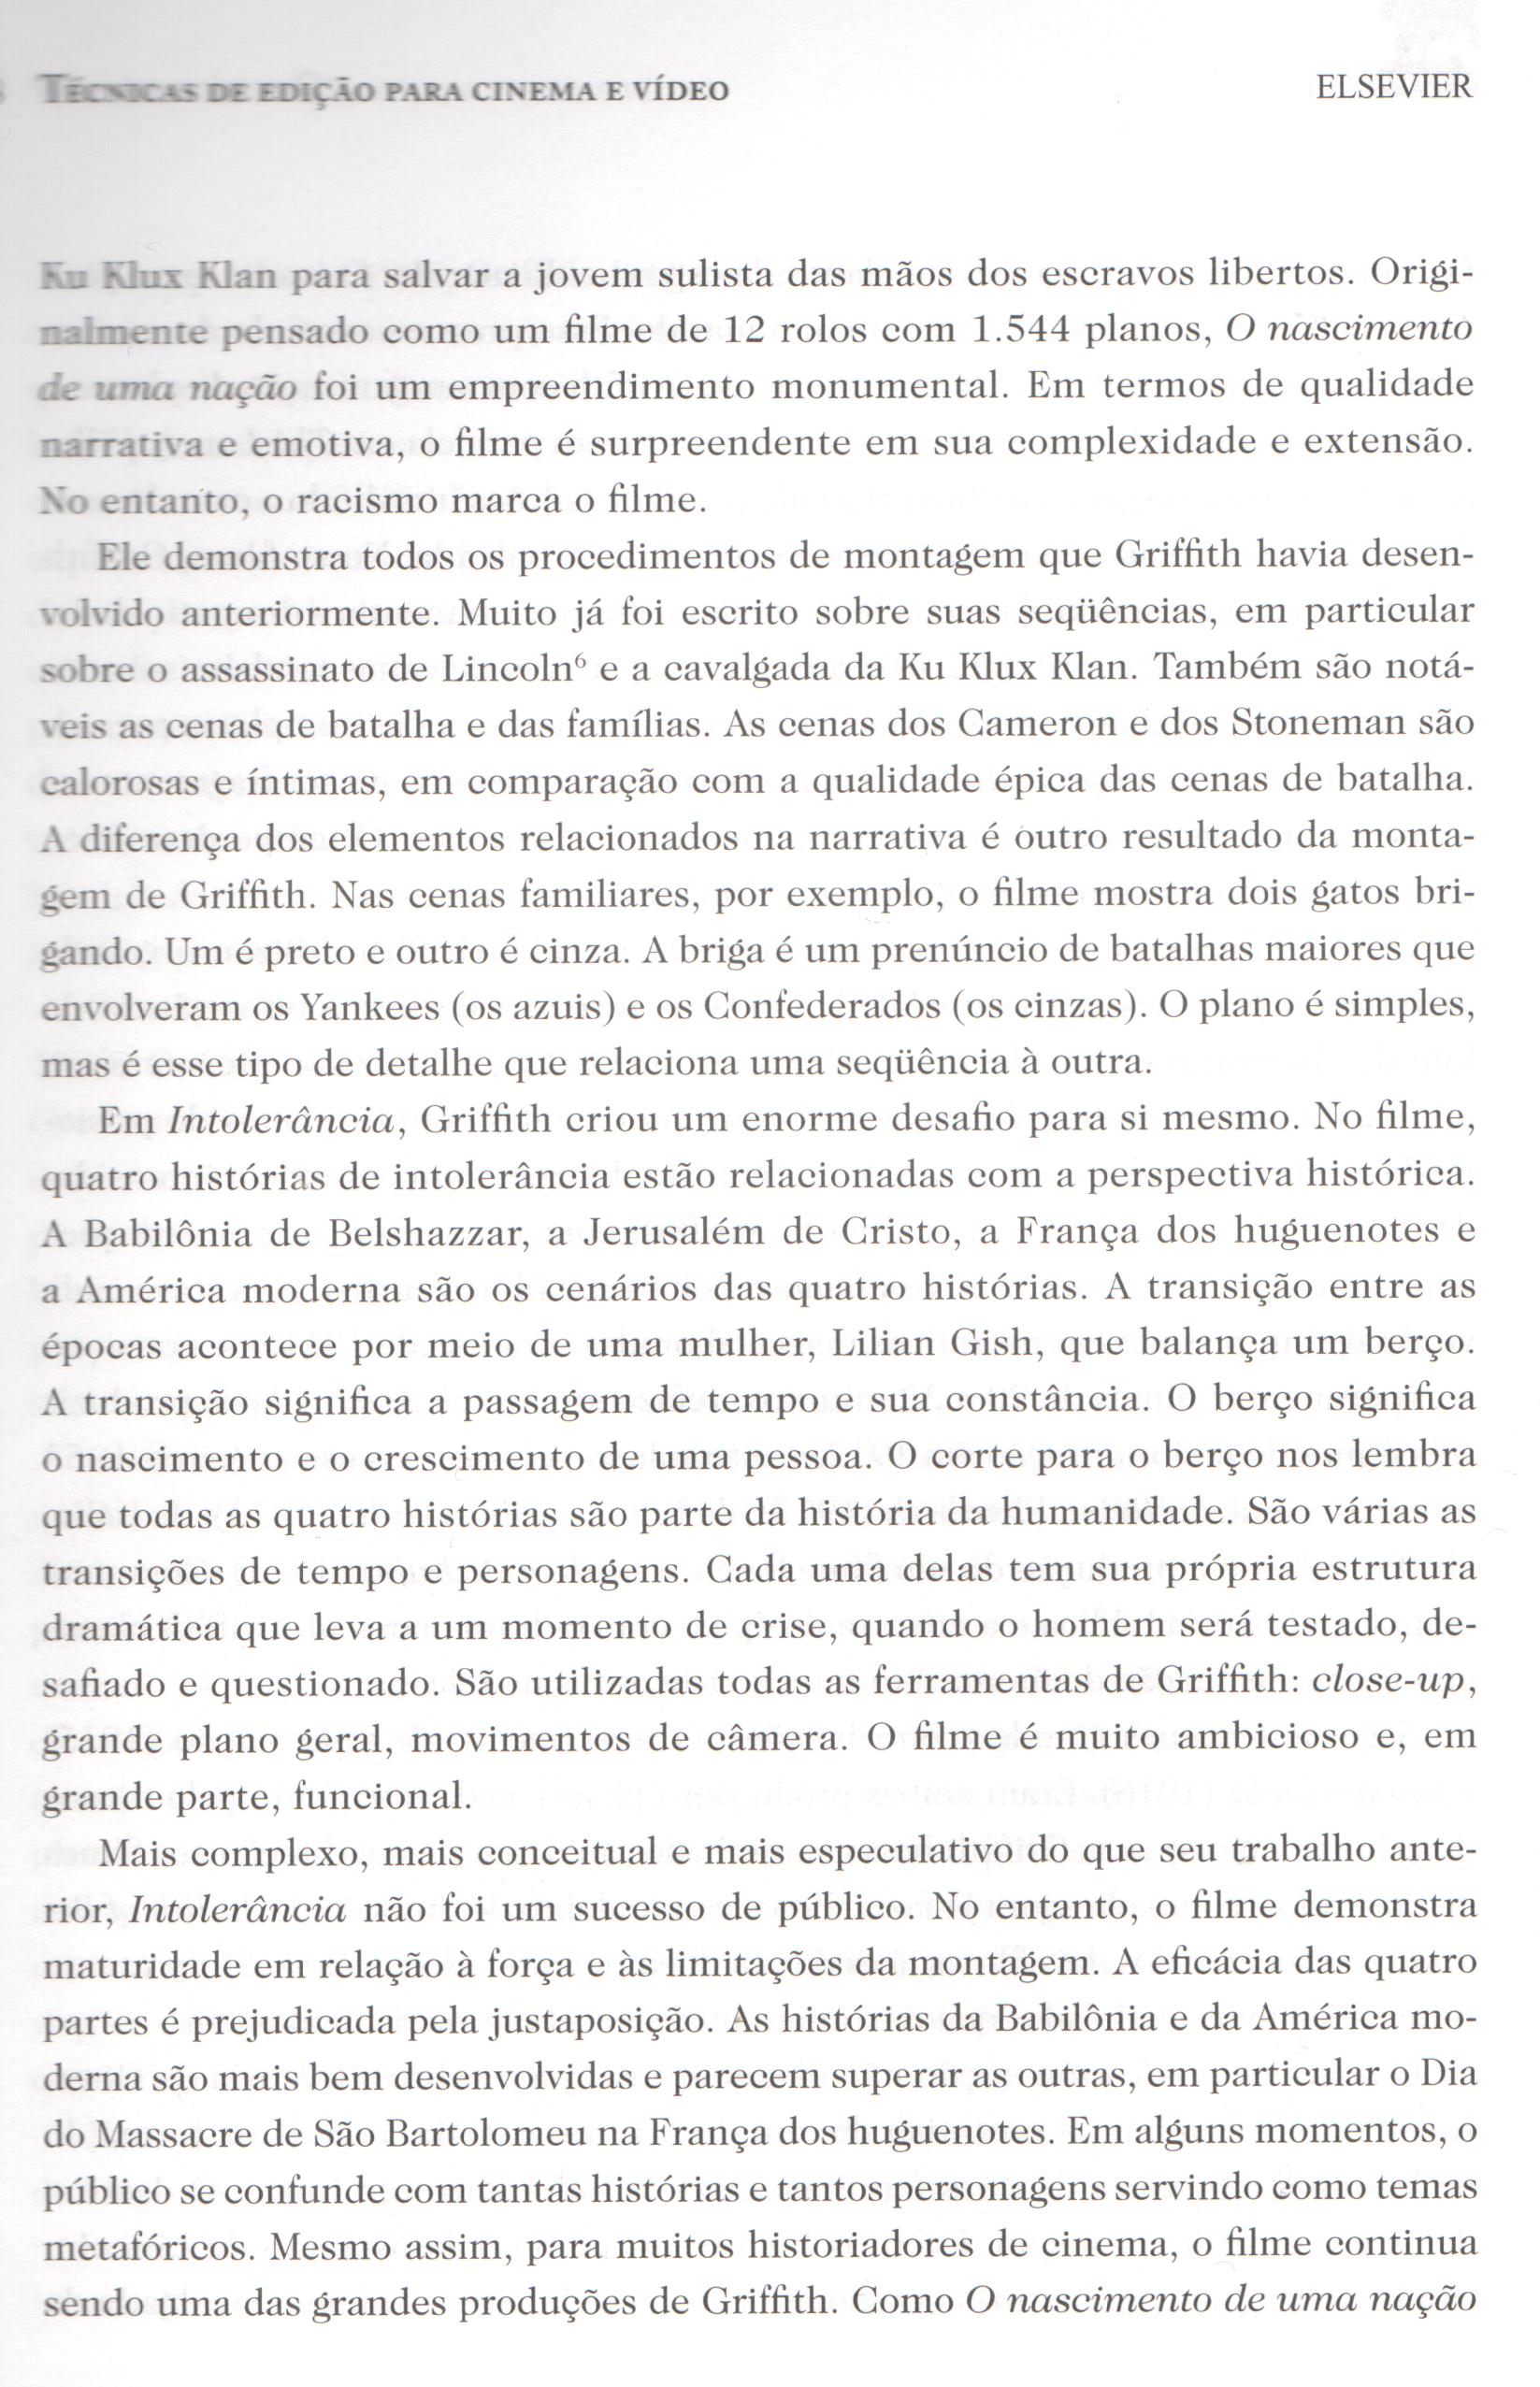 TÉCNICAS DE EDIÇÃO PARA CINEMA E VÍDEO
ELSEVIER
Ku Klux Klan para salvar a jovem sulista das mãos dos escravos libertos. Origi-
nalmente pensado como um filme de 12 rolos com 1.544 planos, O nascimento
de uma nação foi um empreendimento monumental. Em termos de qualidade
narrativa e emotiva, o filme é surpreendente em sua complexidade e extensão.
No entanto, o racismo marca o filme.
Ele demonstra todos os procedimentos de montagem que Griffith havia desen-
volvido anteriormente. Muito já foi escrito sobre suas seqüências, em particular
sobre o assassinato de Lincoln⁶ e a cavalgada da Ku Klux Klan. Também são notá-
veis as cenas de batalha e das famílias. As cenas dos Cameron e dos Stoneman são
calorosas e íntimas, em comparação com a qualidade épica das cenas de batalha.
A diferença dos elementos relacionados na narrativa é outro resultado da monta-
gem de Griffith. Nas cenas familiares, por exemplo, o filme mostra dois gatos bri-
gando. Um é preto e outro é cinza. A briga é um prenúncio de batalhas maiores que
envolveram os Yankees (os azuis) e os Confederados (os cinzas). O plano é simples,
mas é esse tipo de detalhe que relaciona uma seqüência à outra.
Em Intolerância, Griffith criou um enorme desafio para si mesmo. No filme,
quatro histórias de intolerância estão relacionadas com a perspectiva histórica.
A Babilônia de Belshazzar, a Jerusalém de Cristo, a França dos huguenotes e
a América moderna são os cenários das quatro histórias. A transição entre as
épocas acontece por meio de uma mulher, Lilian Gish, que balança um berço.
A transição significa a passagem de tempo e sua constância. O berço significa
o nascimento e o crescimento de uma pessoa. O corte para o berço nos lembra
que todas as quatro histórias são parte da história da humanidade. São várias as
transições de tempo e personagens. Cada uma delas tem sua própria estrutura
dramática que leva a um momento de crise, quando o homem será testado, de-
safiado e questionado. São utilizadas todas as ferramentas de Griffith: close-up,
grande plano geral, movimentos de câmera. O filme é muito ambicioso e, em
grande parte, funcional.
Mais complexo, mais conceitual e mais especulativo do que seu trabalho ante-
rior, Intolerância não foi um sucesso de público. No entanto, o filme demonstra
maturidade em relação à força e às limitações da montagem. A eficácia das quatro
partes é prejudicada pela justaposição. As histórias da Babilônia e da América mo-
derna são mais bem desenvolvidas e parecem superar as outras, em particular o Dia
do Massacre de São Bartolomeu na França dos huguenotes. Em alguns momentos, o
público se confunde com tantas histórias e tantos personagens servindo como temas
metafóricos. Mesmo assim, para muitos historiadores de cinema, o filme continua
sendo uma das grandes produções de Griffith. Como O nascimento de uma nação